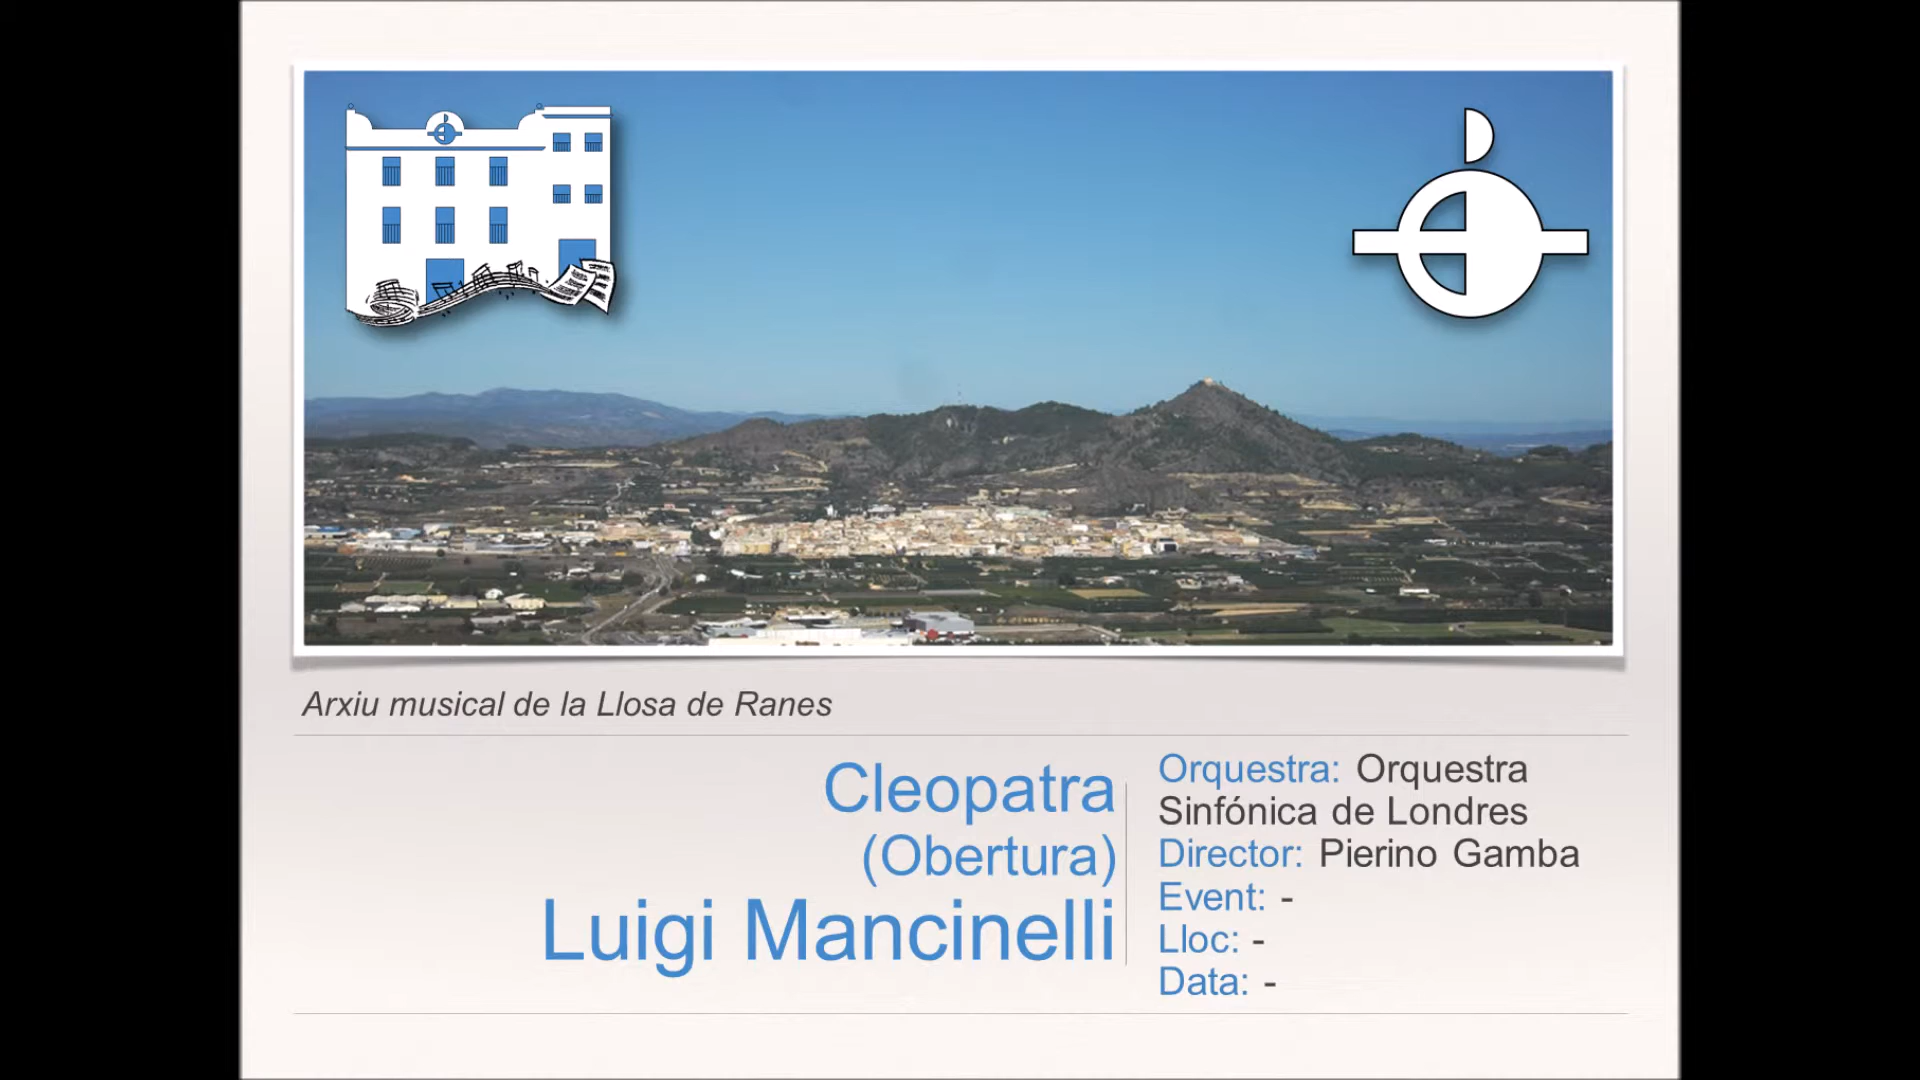 Arxiu musical de la Llosa de Ranes
Cleopatra
(Obertura)
Luigi Mancinelli
Orquestra: Orquestra
Sinfónica de Londres
Director: Pierino Gamba
Event: -
Lloc: -
Data: -